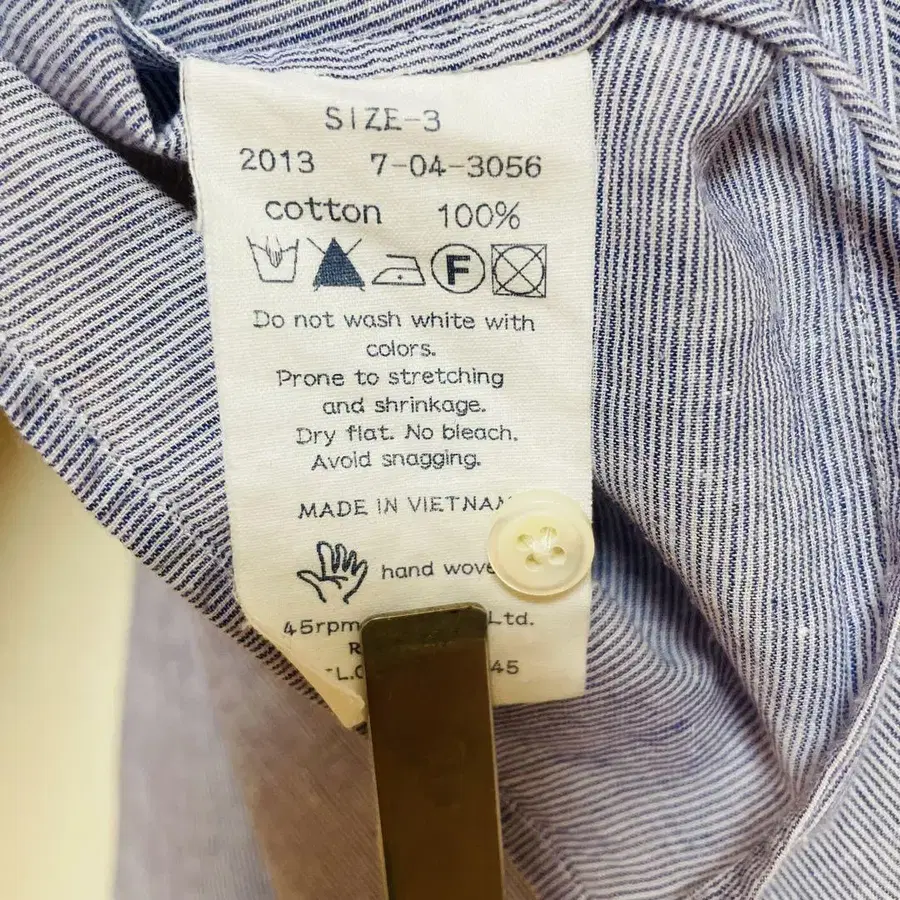 SIZE-3
2013 7-04-3056
cotton 100%
F
Do not wash white with
colors.
Prone to stretching
and shrinkage.
Dry flat. No bleach.
Avoid snagging.
MADE IN VIETNAM
hand
45rpm Ltd.
45